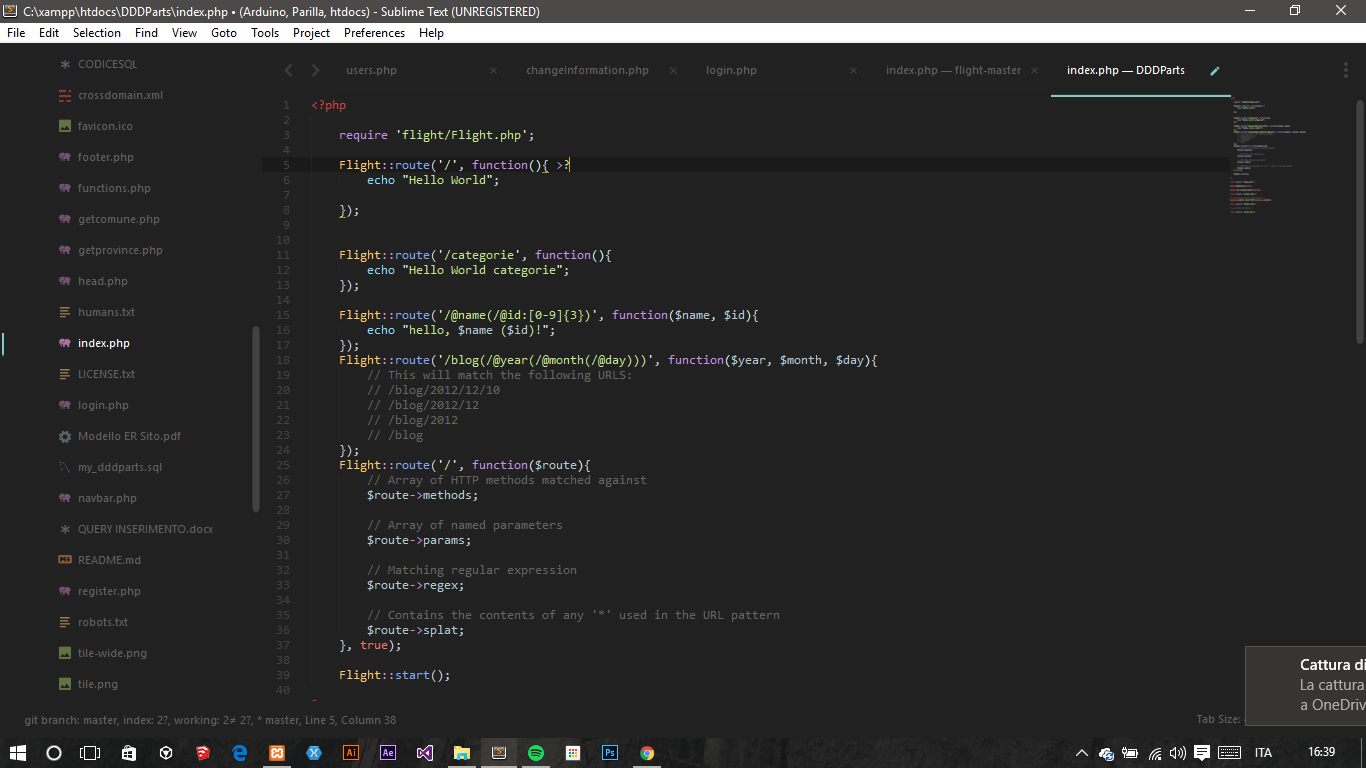 C:\xampp\htdocs\DDDParts\index.php • (Arduino, Parilla, htdocs) - Sublime Text (UNREGISTERED)
File Edit Selection Find View Goto Tools Project Preferences Help
CODICESQL
crossdomain.xml
favicon.ico
footer.php
functions.php
getcomune.php
getprovince.php
head.php
humans.txt
index.php
LICENSE.txt
login.php
Modello ER Sito.pdf
my_dddparts.sql
navbar.php
QUERY INSERIMENTO.docx
README.md
register.php
robots.txt
tile-wide.png
tile.png
users.php changeInformation.php login.php index.php — flight-master index.php — DDDParts
1 <?php
2
3 require 'flight/Flight.php';
4
5 Flight::route('/', function(){ >?
6 echo "Hello World";
7
8 });
9
10
11 Flight::route('/categorie', function(){
12 echo "Hello World categorie";
13 });
14
15 Flight::route('/@name(/@id:[0-9]{3})', function($name, $id){
16 echo "hello, $name ($id)!";
17 });
18 Flight::route('/blog(/@year(/@month(/@day)))', function($year, $month, $day){
19 // This will match the following URLS:
20 // /blog/2012/12/10
21 // /blog/2012/12
22 // /blog/2012
23 // /blog
24 });
25 Flight::route('/', function($route){
26 // Array of HTTP methods matched against
27 $route->methods;
28
29 // Array of named parameters
30 $route->params;
31
32 // Matching regular expression
33 $route->regex;
34
35 // Contains the contents of any '*' used in the URL pattern
36 $route->splat;
37 }, true);
38
39 Flight::start();
40
Cattura di
La cattura
a OneDriv
git branch: master, index: 2?, working: 2≠ 2?, * master, Line 5, Column 38
Tab Size:
Ai Ae Ps
ITA 16:39